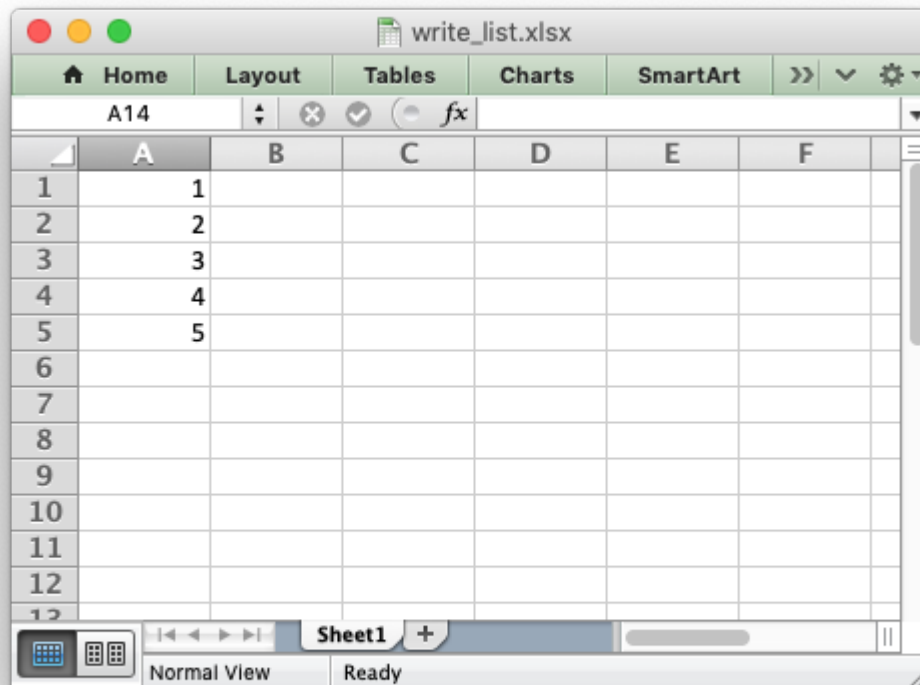 write_list.xlsx
Home Layout Tables Charts SmartArt
A14 fx
A B C D E F
1 1
2 2
3 3
4 4
5 5
6
7
8
9
10
11
12
13
Sheet1 +
Normal View Ready